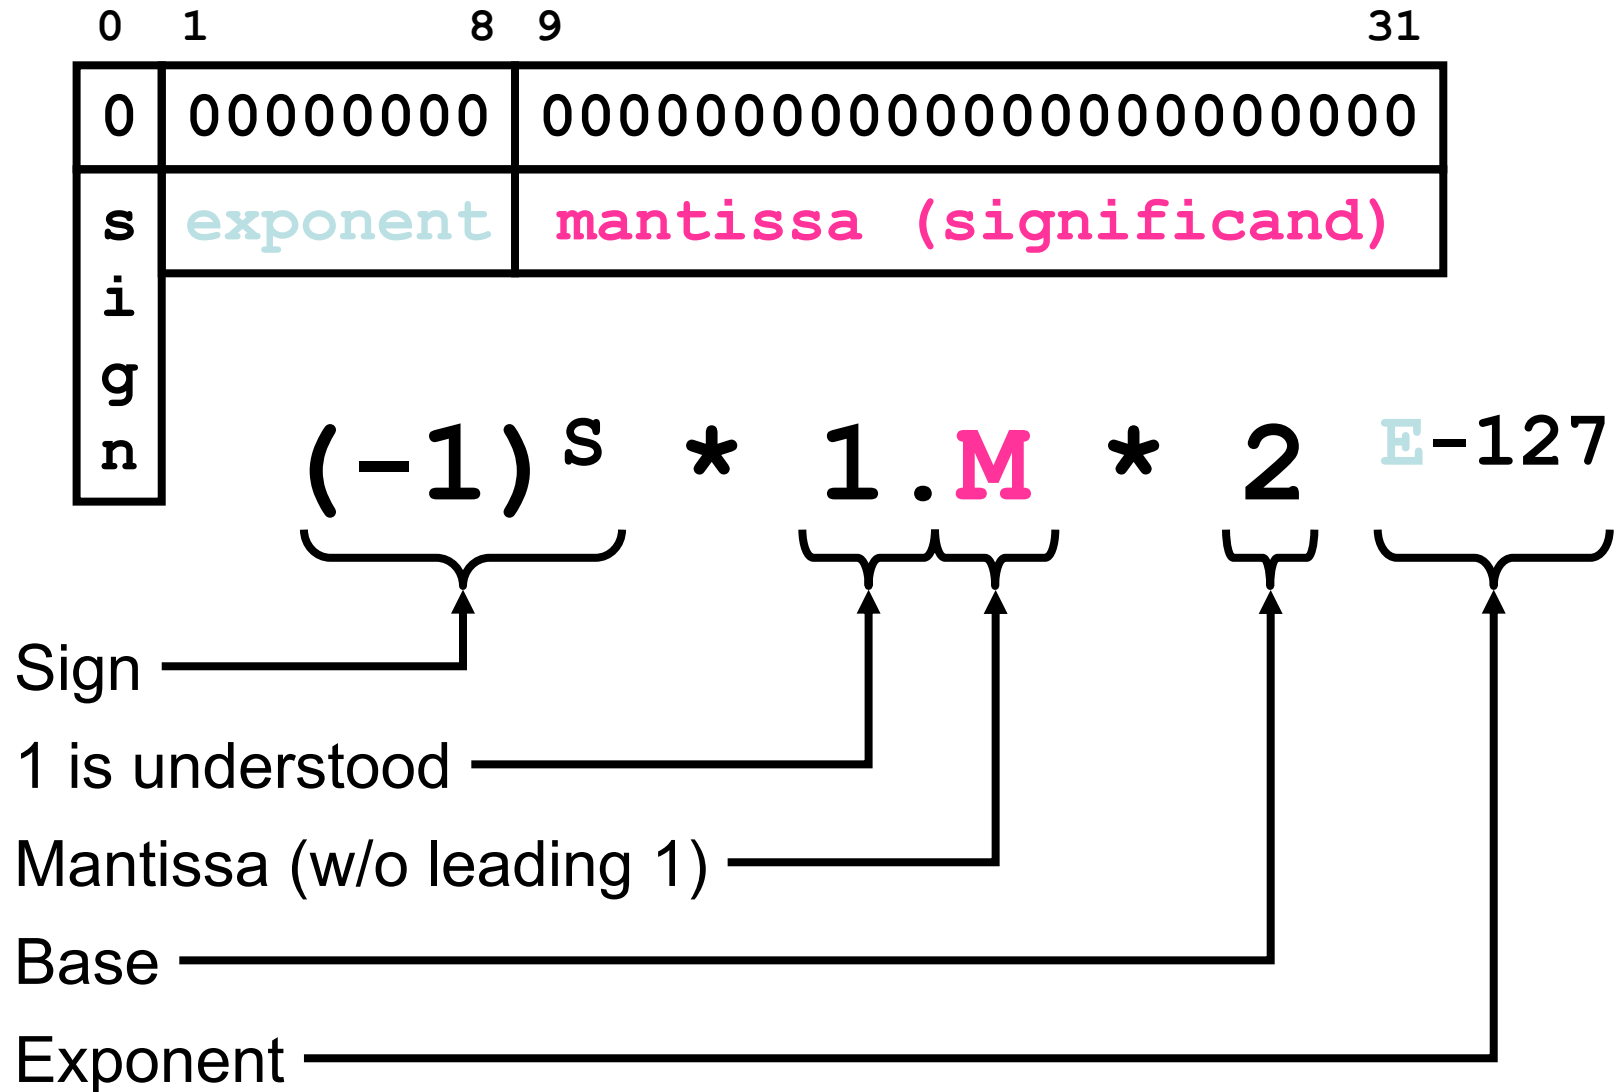 0 1 8 9 31
0 00000000 00000000000000000000000
sign exponent mantissa (significand)
(-1)S * 1.M * 2 E-127
Sign
1 is understood
Mantissa (w/o leading 1)
Base
Exponent